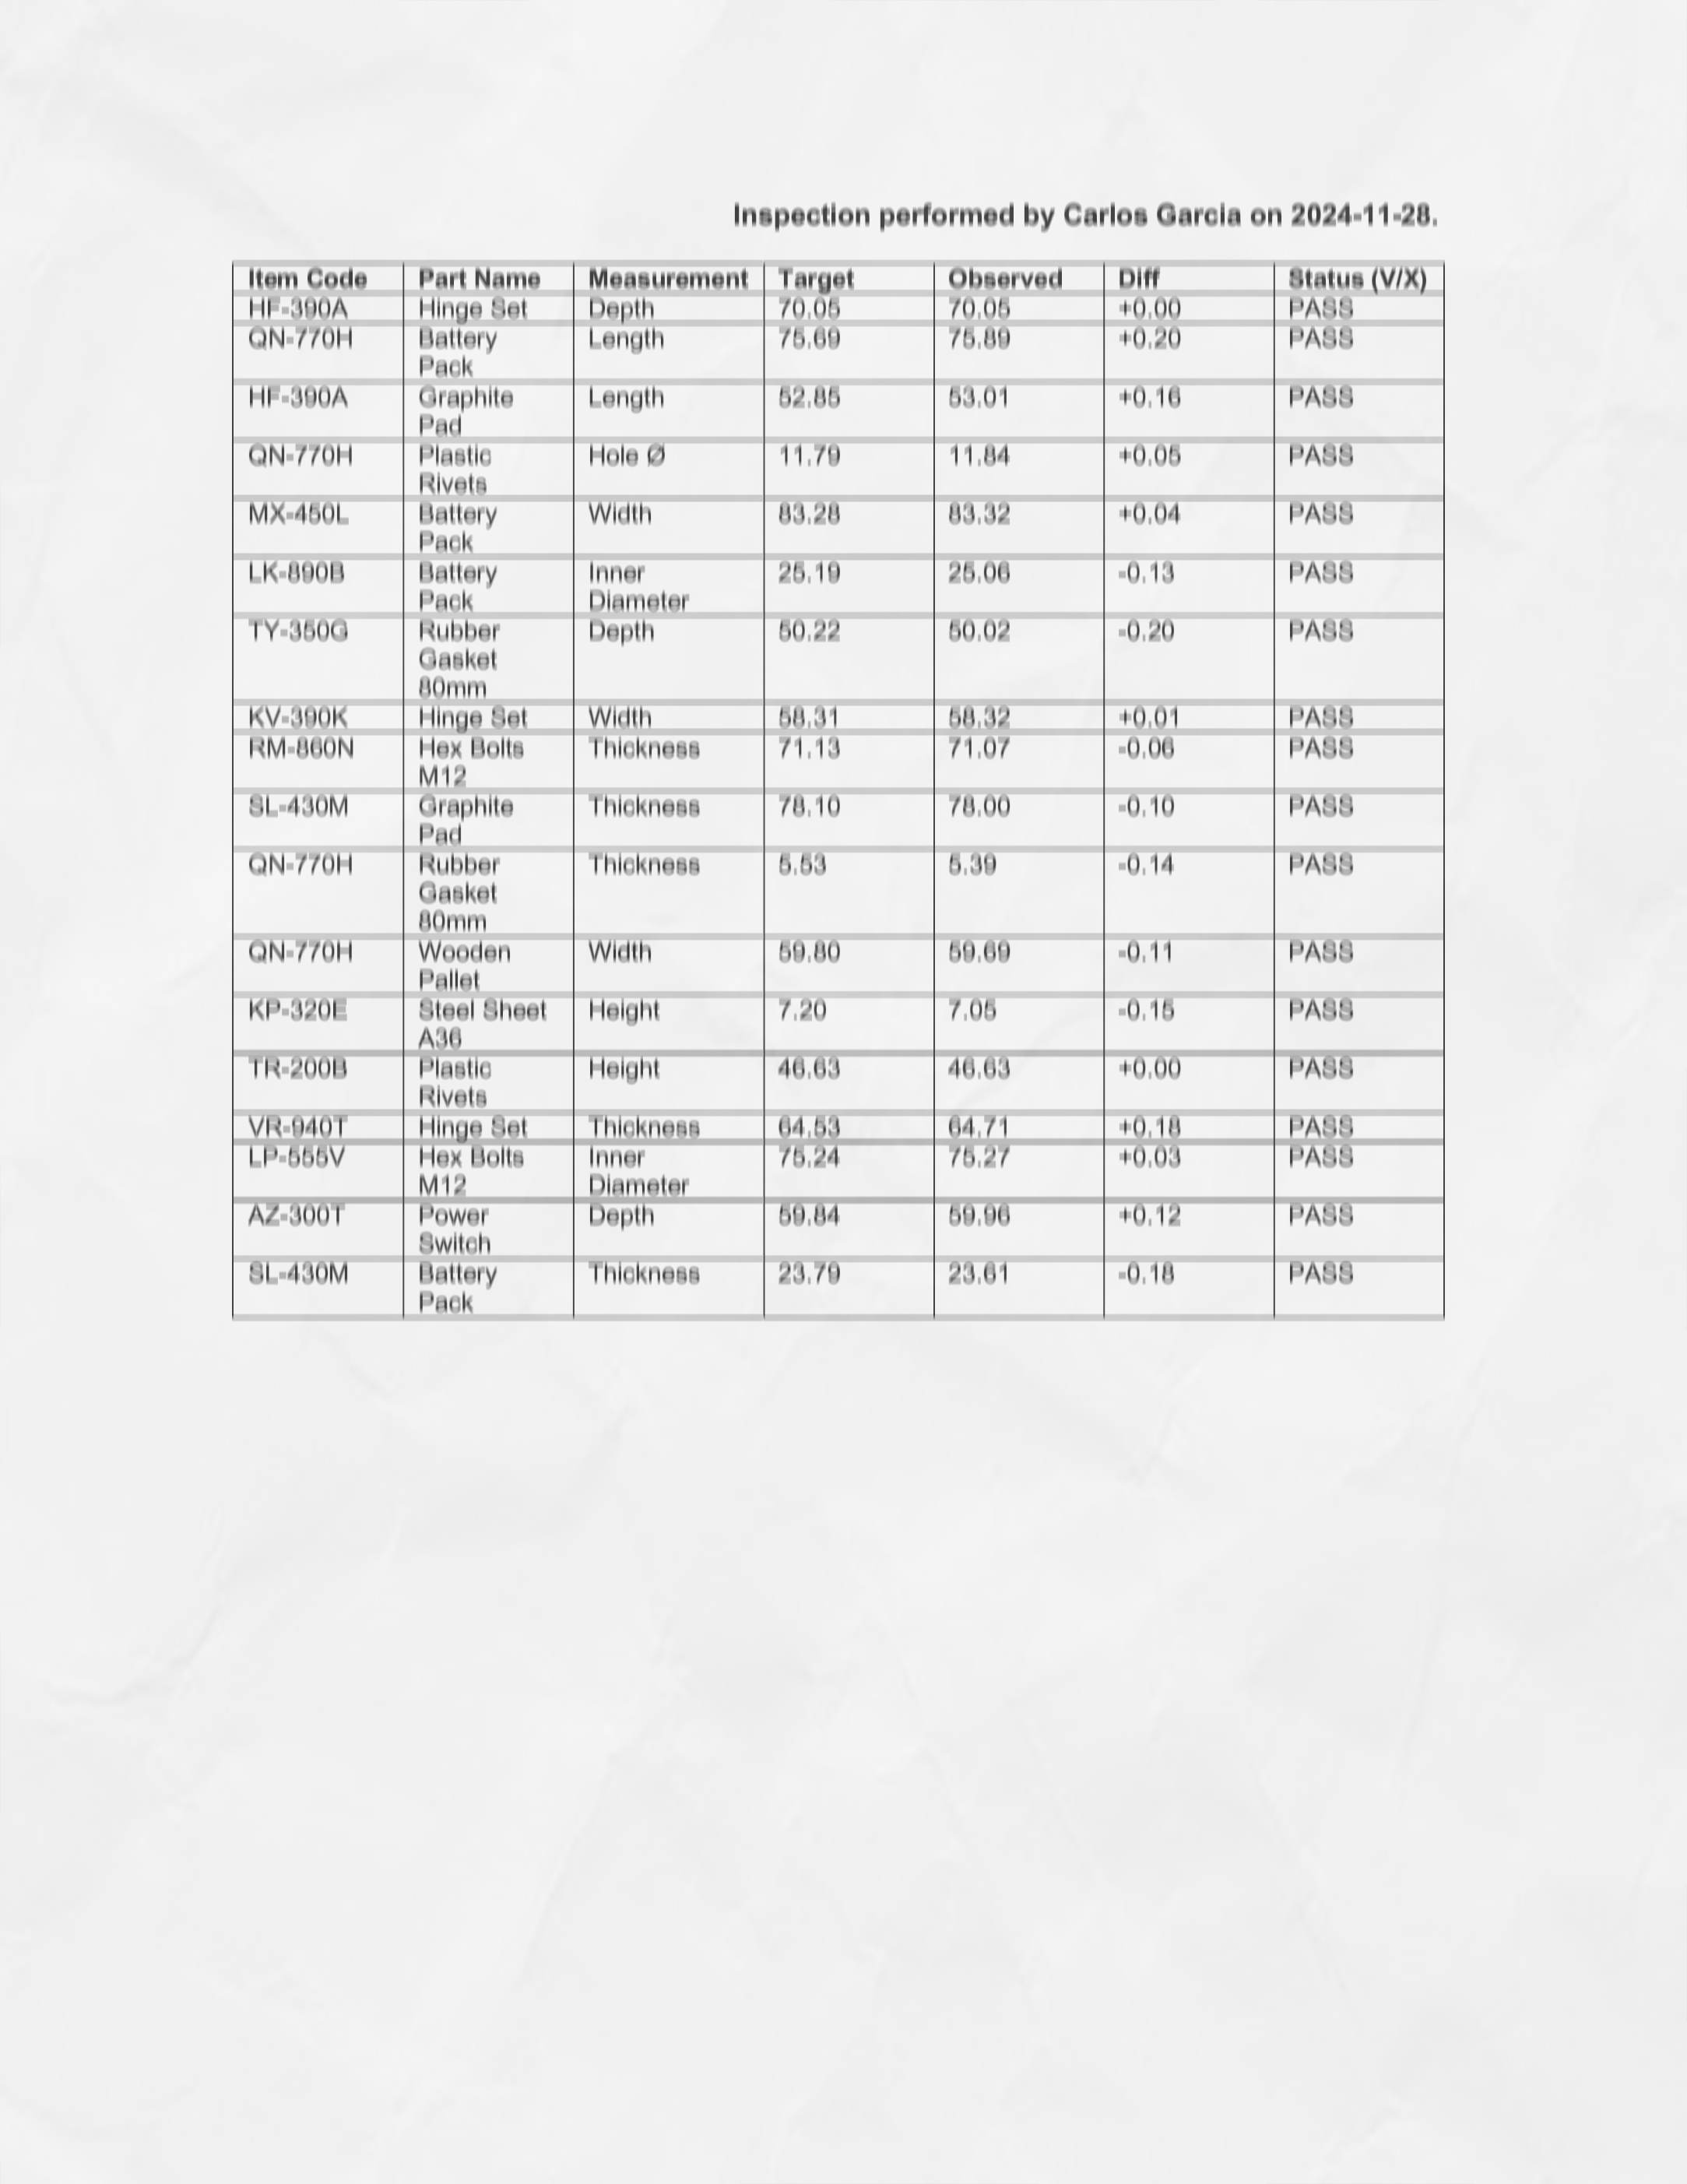 Inspection performed by Carlos Garcia on 2024-11-28.
Item Code Part Name Measurement Target Observed Diff Status (V/X)
HF-390A Hinge Set Depth 70.05 70.05 +0.00 PASS
QN-770H Battery Pack Length 75.69 75.89 +0.20 PASS
HF-390A Graphite Pad Length 52.85 53.01 +0.16 PASS
QN-770H Plastic Rivets Hole Ø 11.79 11.84 +0.05 PASS
MX-450L Battery Pack Width 83.28 83.32 +0.04 PASS
LK-890B Battery Pack Inner Diameter 25.19 25.06 -0.13 PASS
TY-350G Rubber Gasket 80mm Depth 50.22 50.02 -0.20 PASS
KV-390K Hinge Set Width 58.31 58.32 +0.01 PASS
RM-860N Hex Bolts M12 Thickness 71.13 71.07 -0.06 PASS
SL-430M Graphite Pad Thickness 78.10 78.00 -0.10 PASS
QN-770H Rubber Gasket 80mm Thickness 5.53 5.39 -0.14 PASS
QN-770H Wooden Pallet Width 59.80 59.69 -0.11 PASS
KP-320E Steel Sheet A36 Height 7.20 7.05 -0.15 PASS
TR-200B Plastic Rivets Height 46.63 46.63 +0.00 PASS
VR-940T Hinge Set Thickness 64.53 64.71 +0.18 PASS
LP-555V Hex Bolts M12 Inner Diameter 75.24 75.27 +0.03 PASS
AZ-300T Power Switch Depth 59.84 59.96 +0.12 PASS
SL-430M Battery Pack Thickness 23.79 23.61 -0.18 PASS